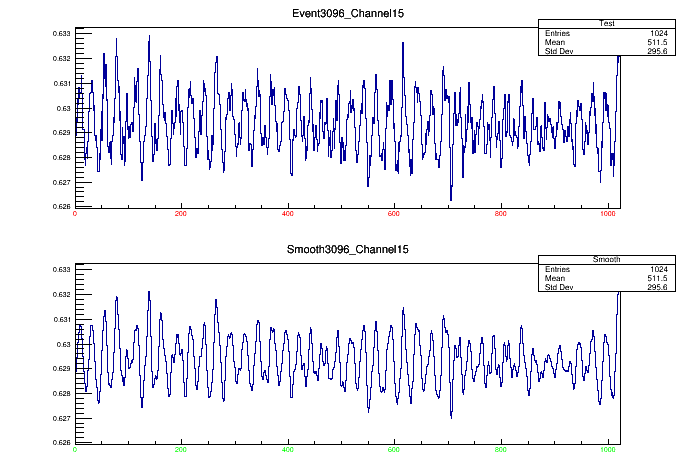 Event3096_Channel15
Test
Entries 1024
Mean 511.5
Std Dev 295.6
0.633
0.632
0.631
0.63
0.629
0.628
0.627
0.626
0 200 400 600 800 1000
Smooth3096_Channel15
Smooth
Entries 1024
Mean 511.5
Std Dev 295.6
0.633
0.632
0.631
0.63
0.629
0.628
0.627
0.626
0 200 400 600 800 1000